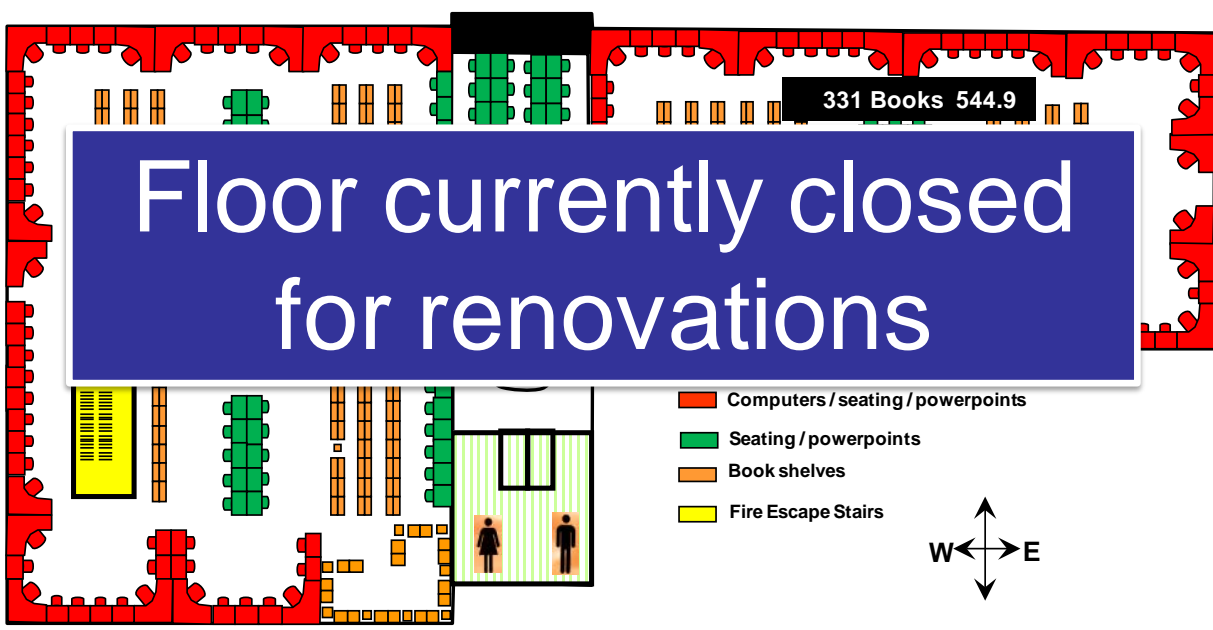 331 Books 544.9
Floor currently closed
for renovations
Computers / seating / powerpoints
Seating / powerpoints
Book shelves
Fire Escape Stairs
W E